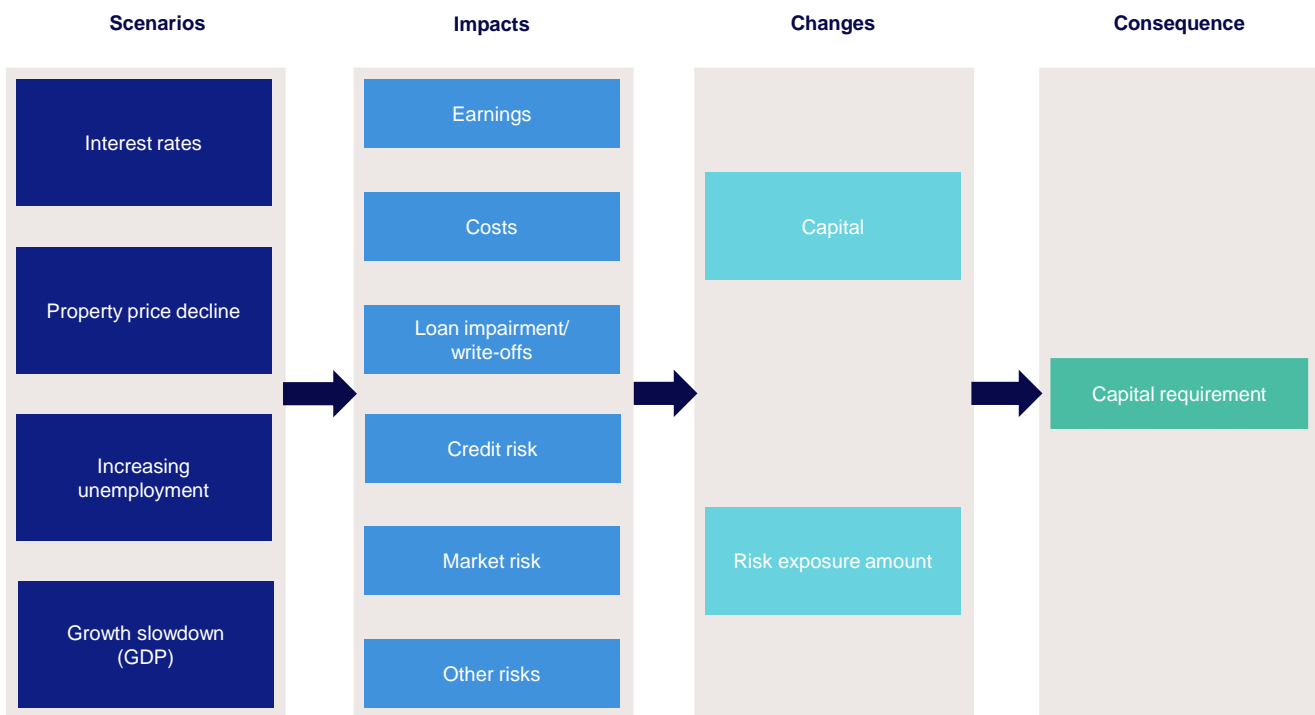 Scenarios
Impacts
Changes
Consequence
Interest rates
Property price decline
Increasing
unemployment
Growth slowdown
(GDP)
Earnings
Costs
Loan impairment/
write-offs
Credit risk
Market risk
Other risks
Capital
Risk exposure amount
Capital requirement